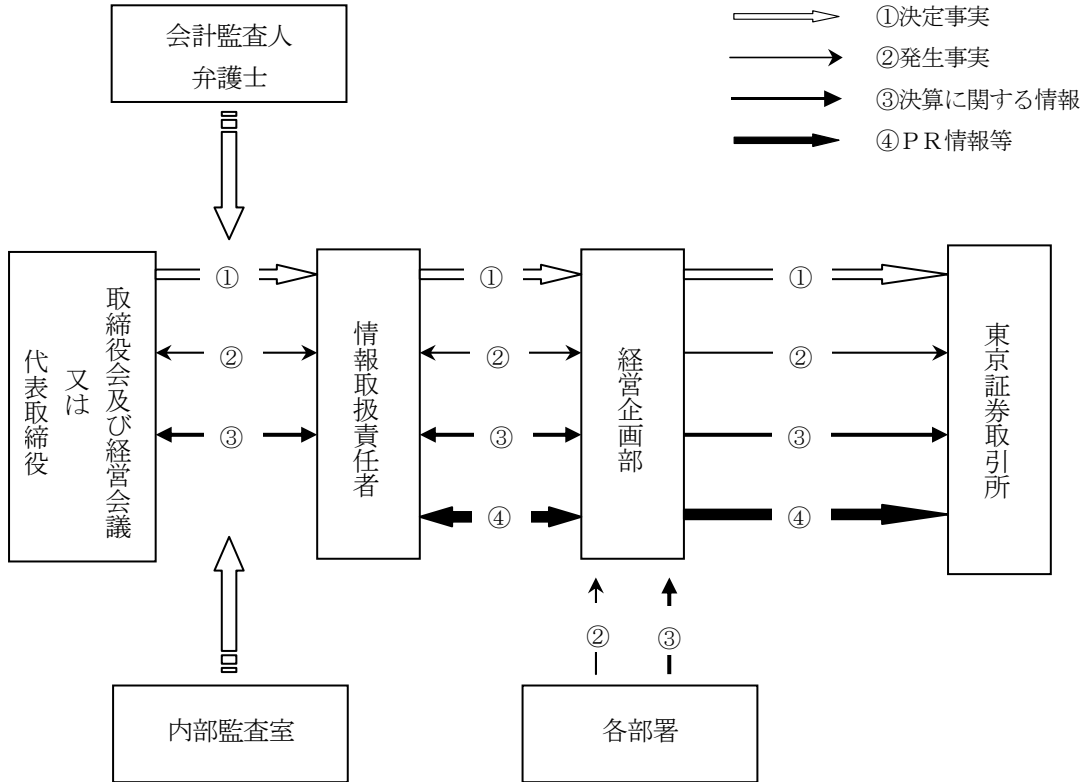 会計監査人
弁護士
①決定事実
②発生事実
③決算に関する情報
④PR情報等
取締役会及び経営会議
又は
代表取締役
①
②
③
情報取扱責任者
①
②
③
④
経営企画部
①
②
③
④
東京証券取引所
②
③
内部監査室
各部署